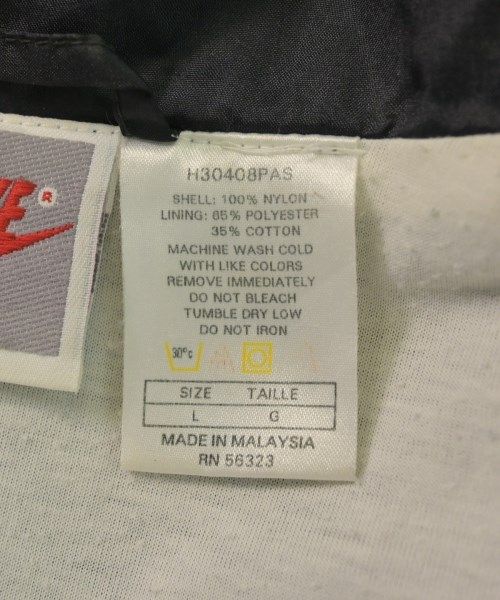 H30408PAS
SHELL: 100% NYLON
LINING: 65% POLYESTER
35% COTTON
MACHINE WASH COLD
WITH LIKE COLORS
REMOVE IMMEDIATELY
DO NOT BLEACH
TUMBLE DRY LOW
DO NOT IRON
30°c
SIZE TAILLE
L G
MADE IN MALAYSIA
RN 56323
®